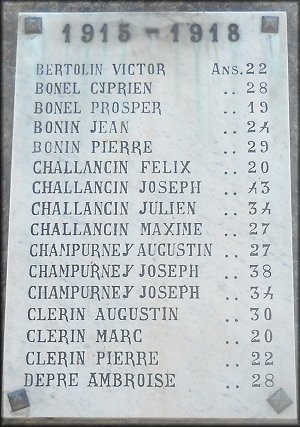 1915 - 1918
BERTOLIN VICTOR ANS. 22
BONEL CYPRIEN .. 28
BONEL PROSPER .. 19
BONIN JEAN .. 24
BONIN PIERRE .. 29
CHALLANCIN FELIX .. 20
CHALLANCIN JOSEPH .. 43
CHALLANCIN JULIEN .. 34
CHALLANCIN MAXIME .. 27
CHAMPURNEY AUGUSTIN .. 27
CHAMPURNEY JOSEPH .. 38
CHAMPURNEY JOSEPH .. 34
CLERIN AUGUSTIN .. 30
CLERIN MARC .. 20
CLERIN PIERRE .. 22
DEPRE AMBROISE .. 28